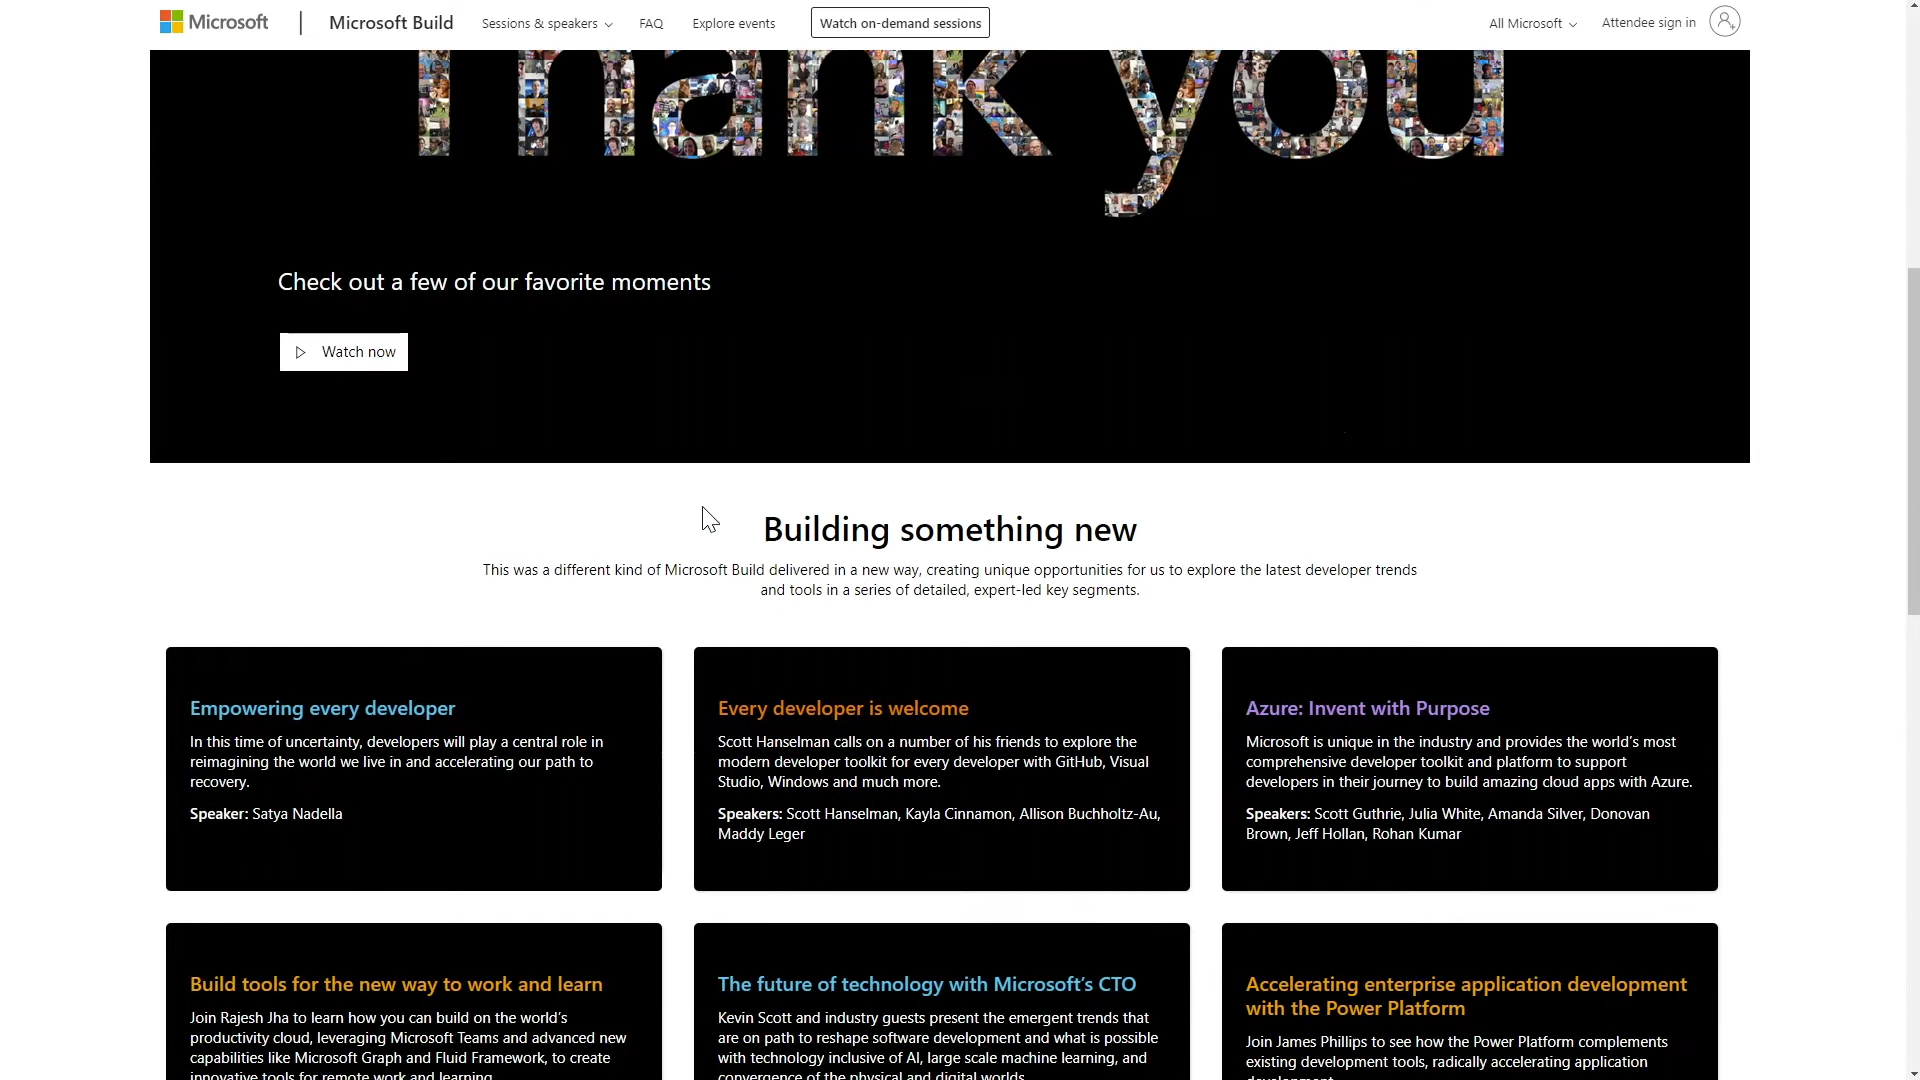 Microsoft | Microsoft Build Sessions & speakers FAQ Explore events Watch on-demand sessions All Microsoft Attendee sign in
Thank you
Check out a few of our favorite moments
Watch now
Building something new
This was a different kind of Microsoft Build delivered in a new way, creating unique opportunities for us to explore the latest developer trends
and tools in a series of detailed, expert-led key segments.
Empowering every developer
In this time of uncertainty, developers will play a central role in
reimagining the world we live in and accelerating our path to
recovery.
Speaker: Satya Nadella
Every developer is welcome
Scott Hanselman calls on a number of his friends to explore the
modern developer toolkit for every developer with GitHub, Visual
Studio, Windows and much more.
Speakers: Scott Hanselman, Kayla Cinnamon, Allison Buchholtz-Au,
Maddy Leger
Azure: Invent with Purpose
Microsoft is unique in the industry and provides the world's most
comprehensive developer toolkit and platform to support
developers in their journey to build amazing cloud apps with Azure.
Speakers: Scott Guthrie, Julia White, Amanda Silver, Donovan
Brown, Jeff Hollan, Rohan Kumar
Build tools for the new way to work and learn
Join Rajesh Jha to learn how you can build on the world's
productivity cloud, leveraging Microsoft Teams and advanced new
capabilities like Microsoft Graph and Fluid Framework, to create
innovative tools for remote work and learning.
The future of technology with Microsoft's CTO
Kevin Scott and industry guests present the emergent trends that
are on path to reshape software development and what is possible
with technology inclusive of AI, large scale machine learning, and
convergence of the physical and digital worlds.
Accelerating enterprise application development
with the Power Platform
Join James Phillips to see how the Power Platform complements
existing development tools, radically accelerating application